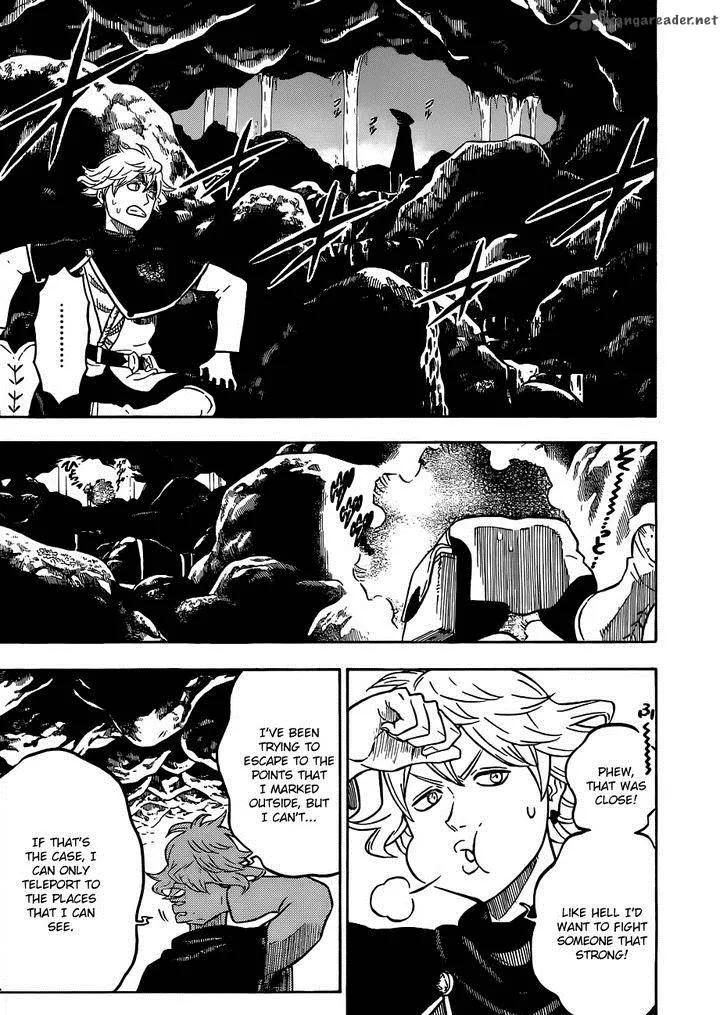 mangareader.net
..........
PHEW,
THAT WAS
CLOSE!
LIKE HELL I'D
WANT TO FIGHT
SOMEONE THAT
STRONG!
I'VE BEEN
TRYING TO
ESCAPE TO THE
POINTS THAT
I MARKED
OUTSIDE, BUT
I CAN'T...
IF THAT'S
THE CASE, I
CAN ONLY
TELEPORT TO
THE PLACES
THAT I CAN
SEE.